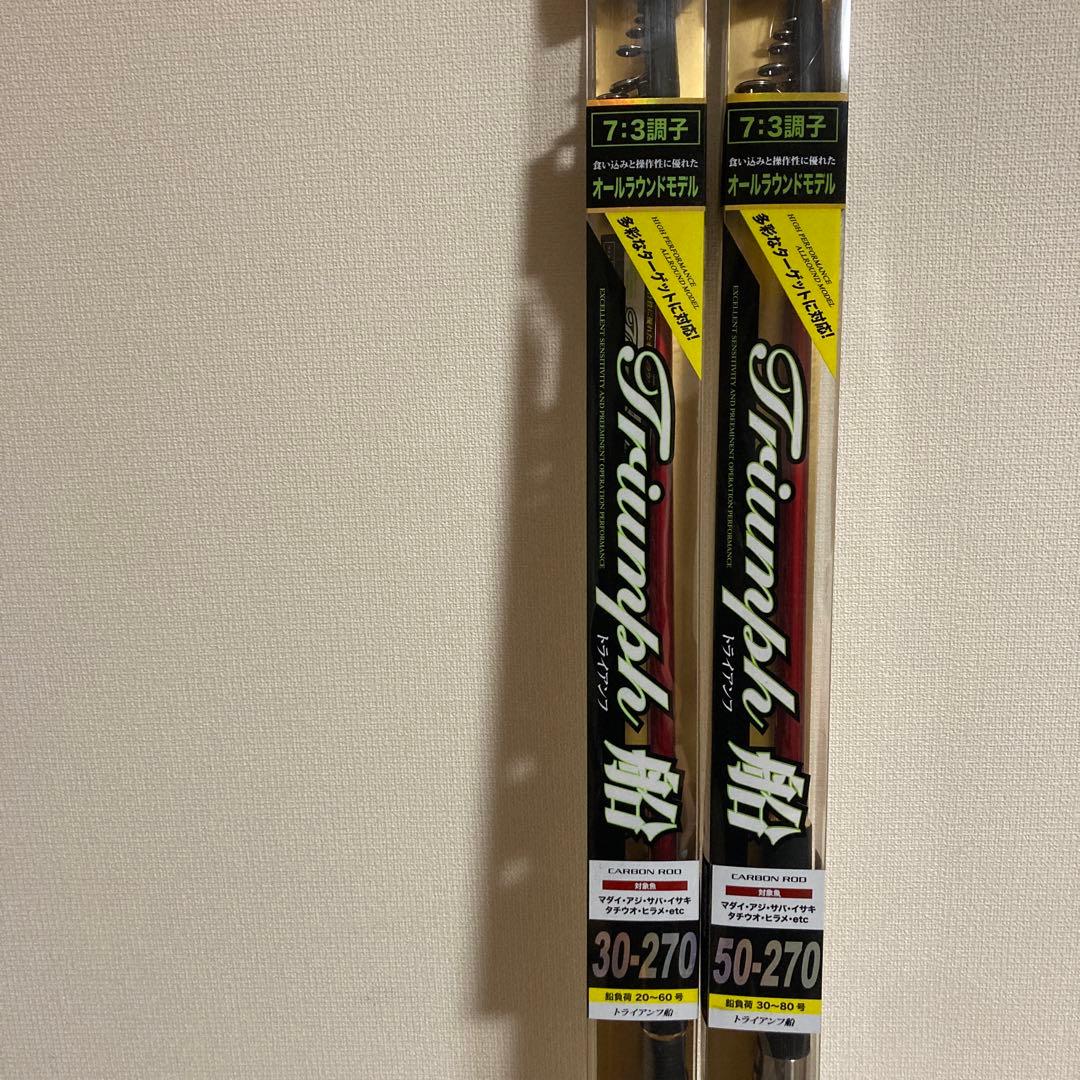 7:3調子
食い込みと操作性に優れた
オールラウンドモデル
HIGH PERFORMANCE
ALLROUND MODEL
多彩なターゲットに対応!
EXCELLENT SENSITIVITY AND PREEMINENT OPERATION PERFORMANCE
Triumph
トライアンフ
船
CARBON ROD
対象魚
マダイ・アジ・サバ・イサキ
タチウオ・ヒラメ・etc
30-270
錘負荷 20〜60号
トライアンフ船
7:3調子
食い込みと操作性に優れた
オールラウンドモデル
HIGH PERFORMANCE
ALLROUND MODEL
多彩なターゲットに対応!
EXCELLENT SENSITIVITY AND PREEMINENT OPERATION PERFORMANCE
Triumph
トライアンフ
船
CARBON ROD
対象魚
マダイ・アジ・サバ・イサキ
タチウオ・ヒラメ・etc
50-270
錘負荷 30〜80号
トライアンフ船